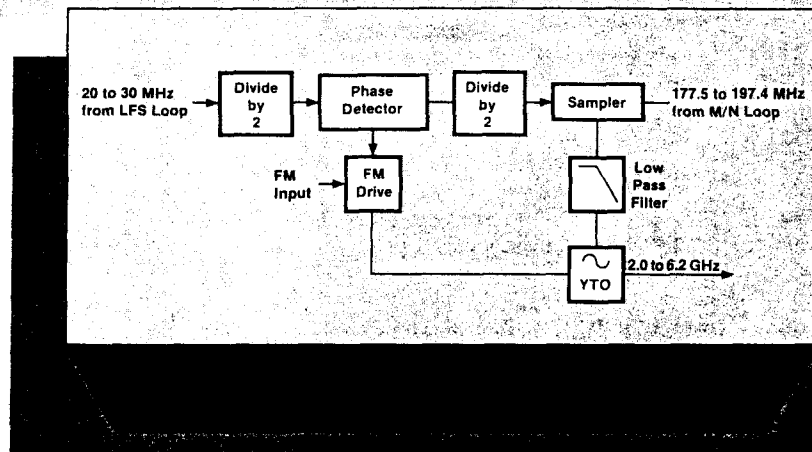 20 to 30 MHz
from LFS Loop
Divide
by
2
Phase
Detector
Divide
by
2
Sampler
177.5 to 197.4 MHz
from M/N Loop
FM
Input
FM
Drive
Low
Pass
Filter
YTO
2.0 to 6.2 GHz